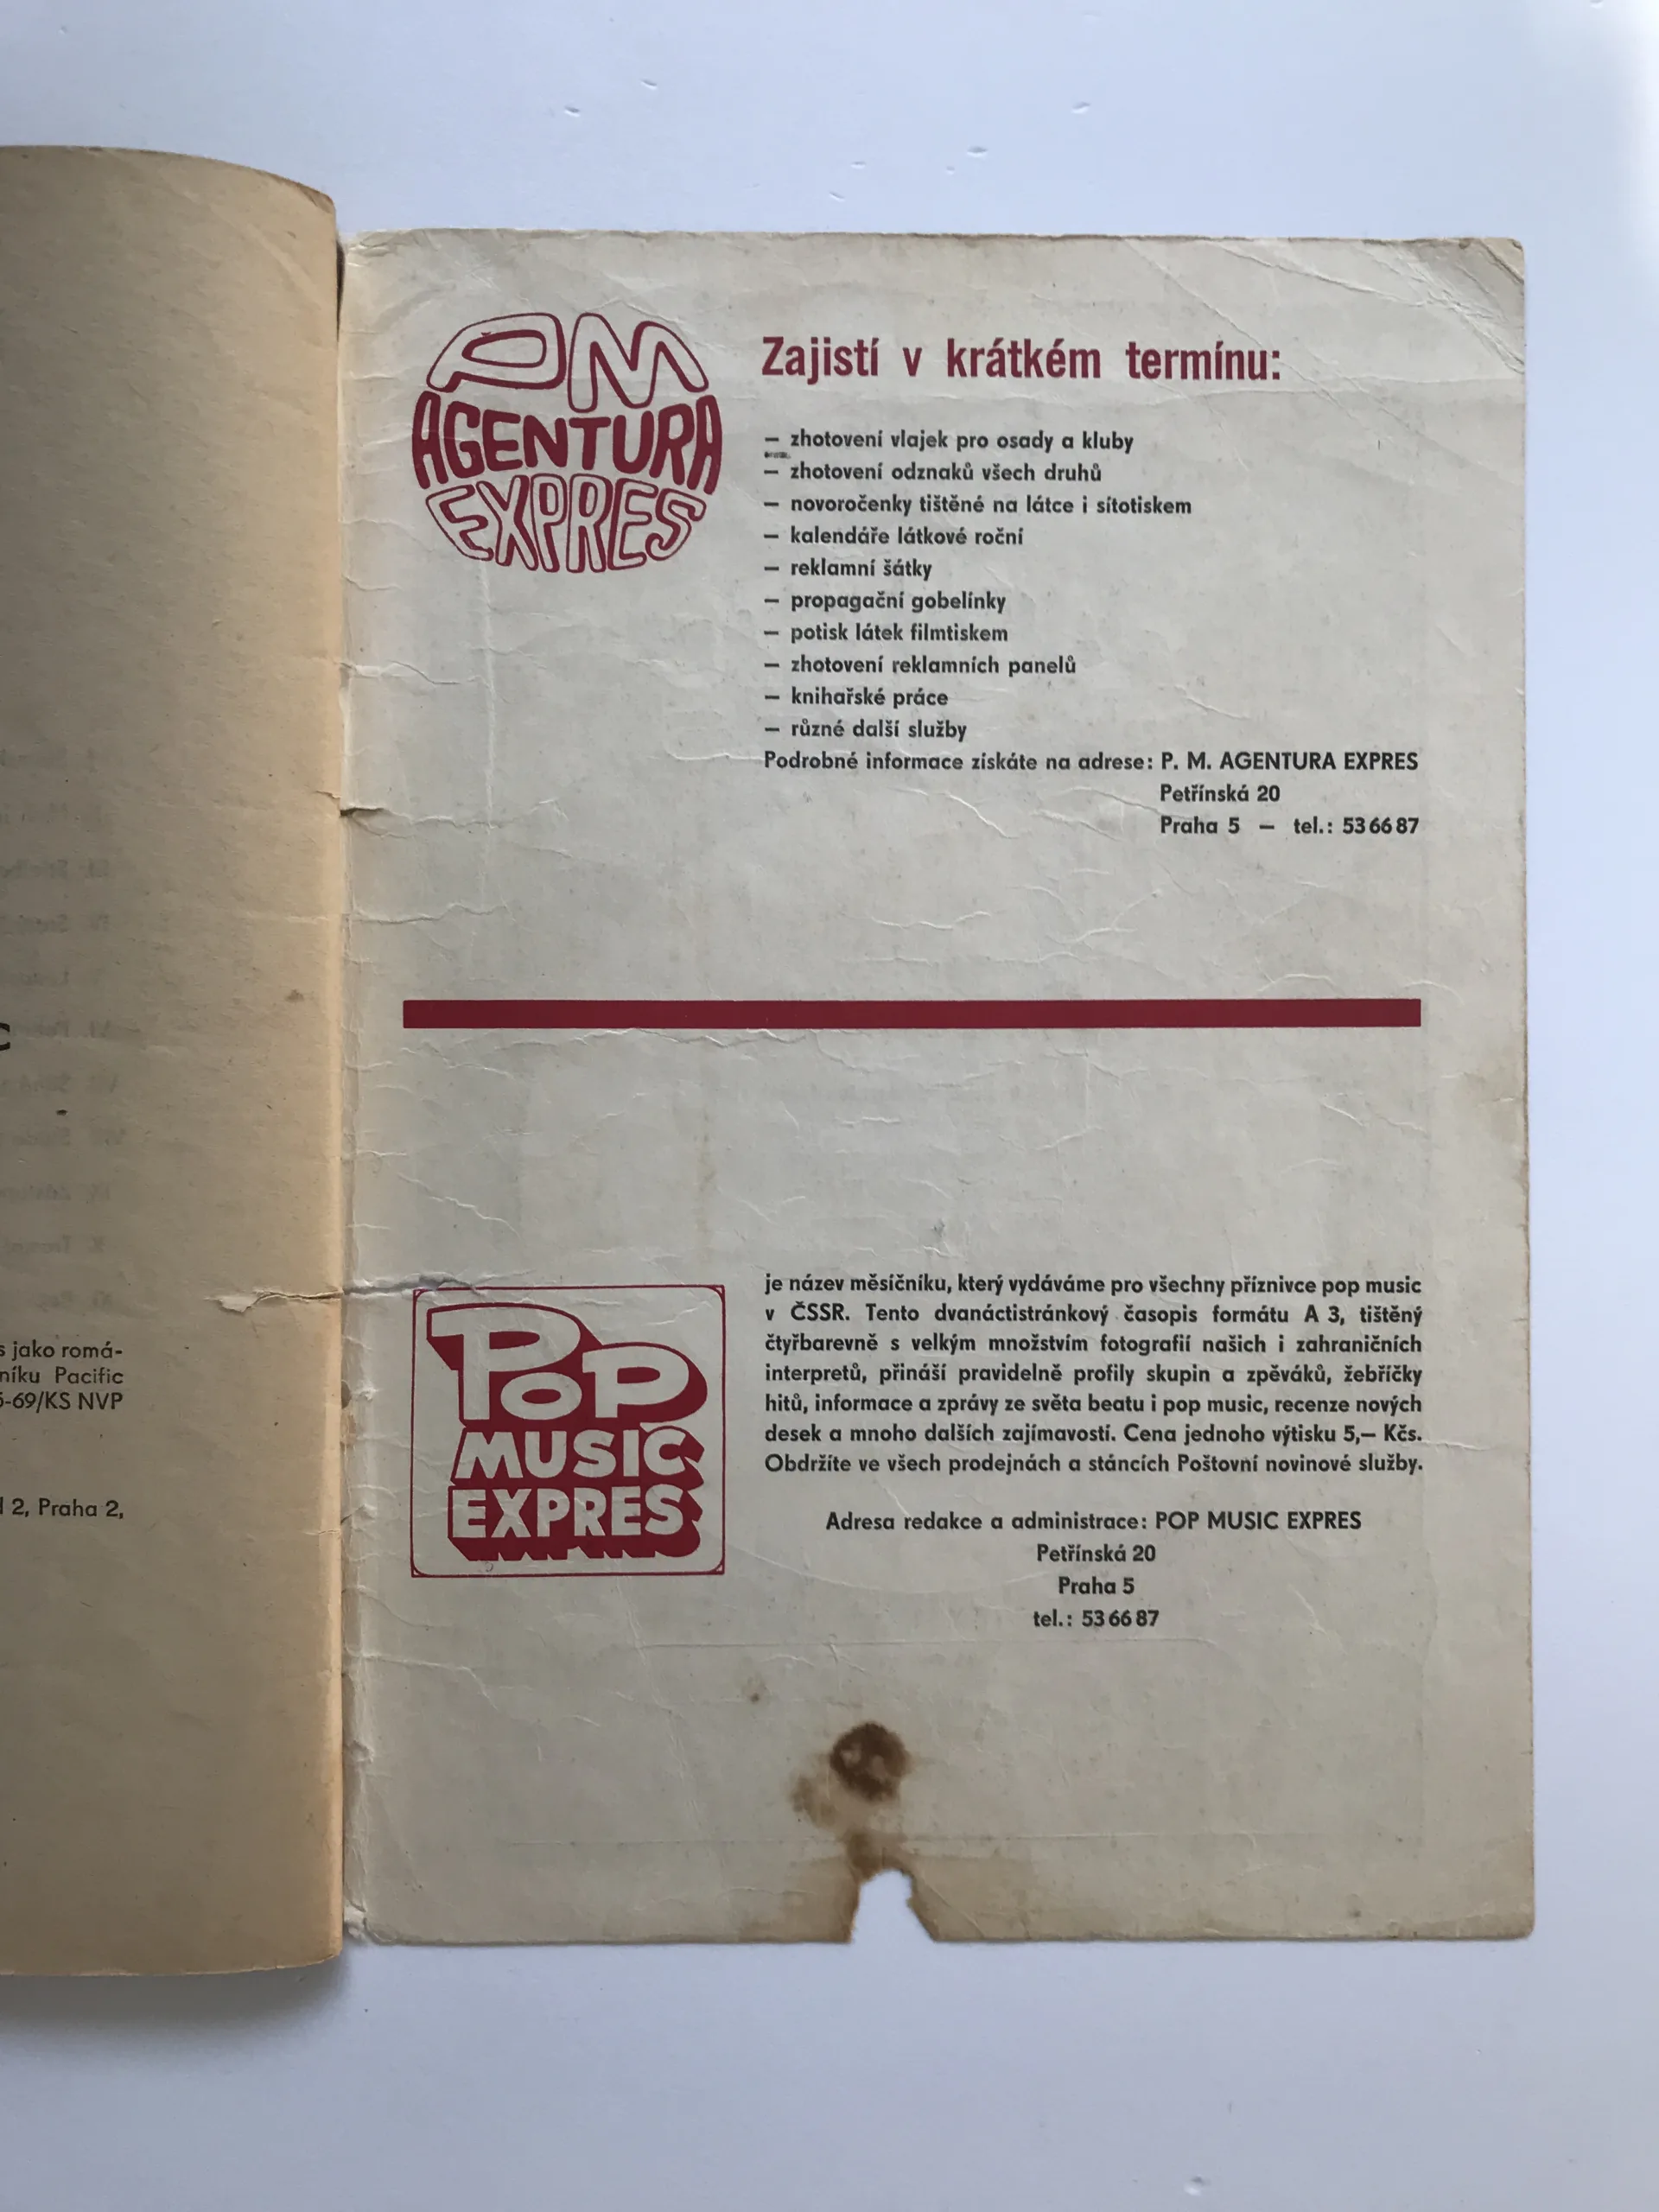 s jako romá-
níku Pacific
-69/KS NVP
2, Praha 2,
PM
AGENTURA
EXPRES
Zajistí v krátkém termínu:
— zhotovení vlajek pro osady a kluby
— zhotovení odznaků všech druhů
— novoročenky tištěné na látce i sítotiskem
— kalendáře látkové roční
— reklamní šátky
— propagační gobelínky
— potisk látek filmtiskem
— zhotovení reklamních panelů
— knihařské práce
— různé další služby
Podrobné informace získáte na adrese: P. M. AGENTURA EXPRES
Petřínská 20
Praha 5 — tel.: 53 66 87
POP
MUSIC
EXPRES
je název měsíčníku, který vydáváme pro všechny příznivce pop music
v ČSSR. Tento dvanáctistránkový časopis formátu A 3, tištěný
čtyřbarevně s velkým množstvím fotografií našich i zahraničních
interpretů, přináší pravidelně profily skupin a zpěváků, žebříčky
hitů, informace a zprávy ze světa beatu i pop music, recenze nových
desek a mnoho dalších zajímavostí. Cena jednoho výtisku 5,— Kčs.
Obdržíte ve všech prodejnách a stáncích Poštovní novinové služby.
Adresa redakce a administrace: POP MUSIC EXPRES
Petřínská 20
Praha 5
tel.: 53 66 87